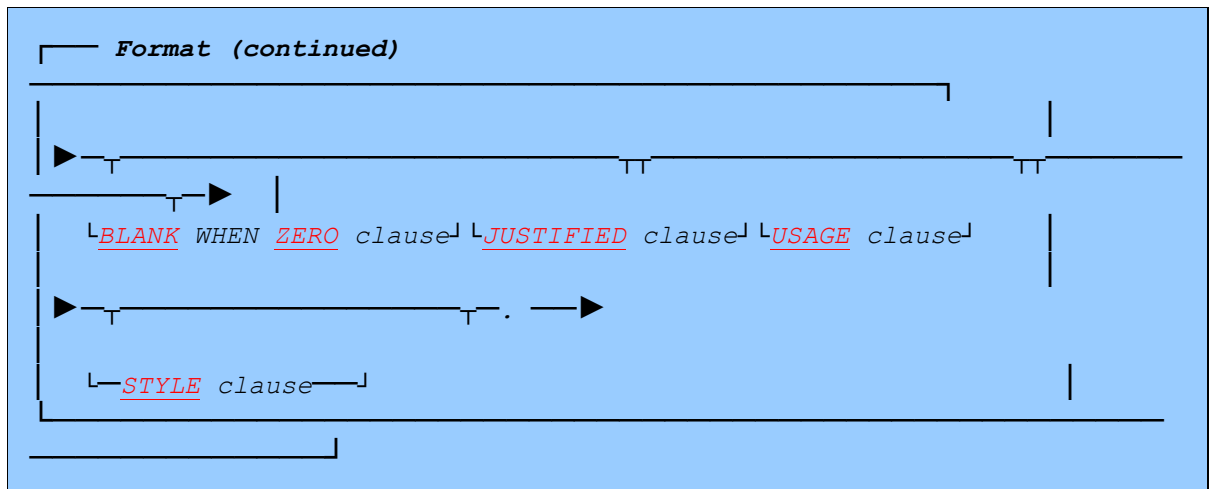 Format (continued)
BLANK WHEN ZERO clause JUSTIFIED clause USAGE clause
.
STYLE clause